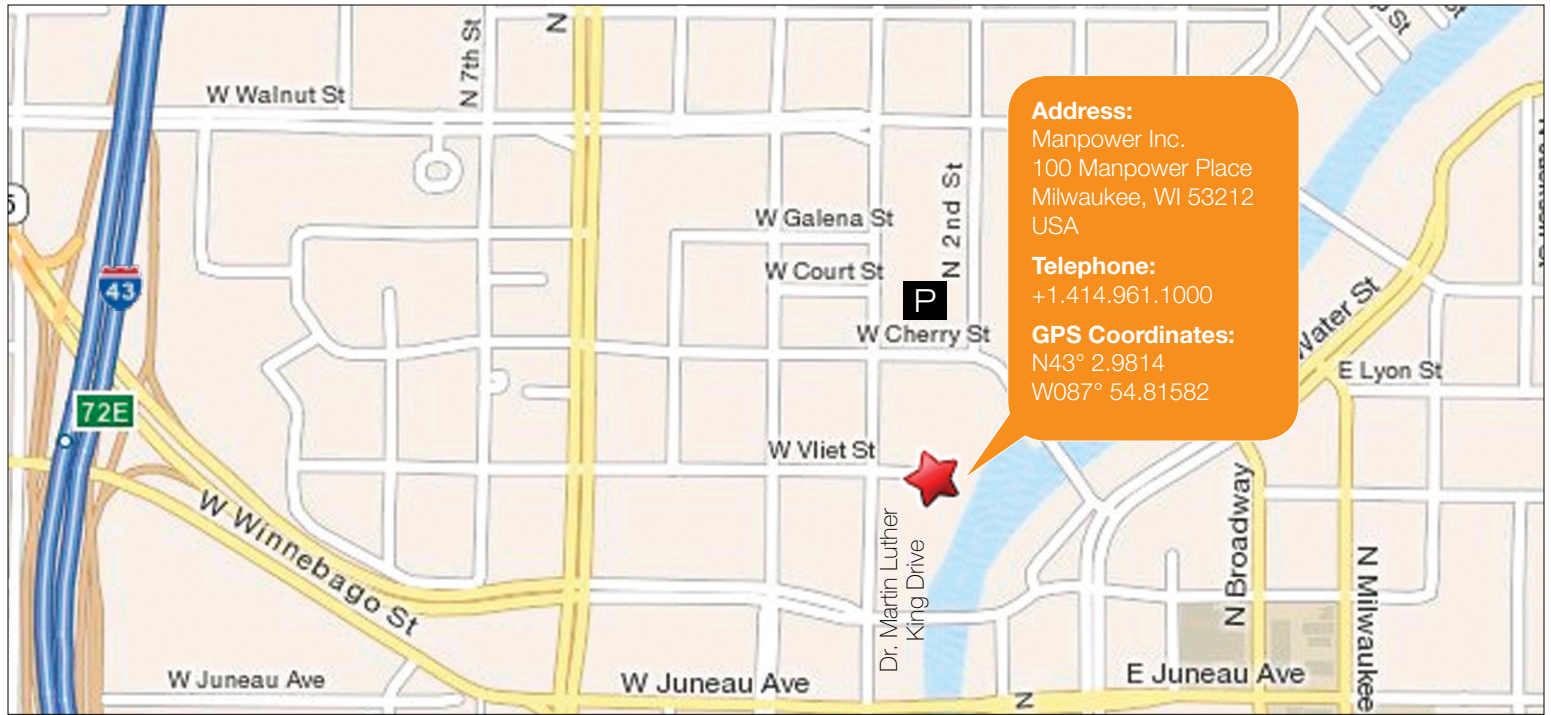 N 7th St
N
W Walnut St
Address:
Manpower Inc.
100 Manpower Place
Milwaukee, WI 53212
USA
Telephone:
+1.414.961.1000
GPS Coordinates:
N43° 2.9814
W087° 54.81582
N 2nd St
W Galena St
W Court St
43
P
W Cherry St
Water St
E Lyon St
72E
W Vliet St
Dr. Martin Luther
King Drive
N Broadway
N Milwaukee
W Winnebago St
W Juneau Ave
W Juneau Ave
E Juneau Ave
N
St
St